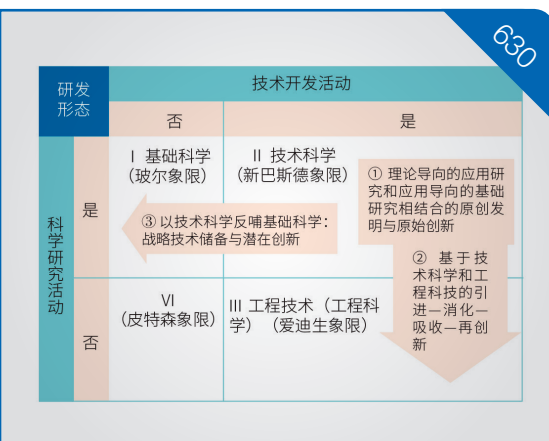 630
研发
形态
技术开发活动
否
是
科学研究活动
是
Ⅰ 基础科学
(玻尔象限)
Ⅱ 技术科学
(新巴斯德象限)
① 理论导向的应用研
究和应用导向的基础
研究相结合的原创发
明与原始创新
③ 以技术科学反哺基础科学：
战略技术储备与潜在创新
② 基于技
术科学和工
程科技的引
进—消化—
吸收—再创
新
否
Ⅵ
(皮特森象限)
Ⅲ 工程技术（工程科
学）（爱迪生象限）